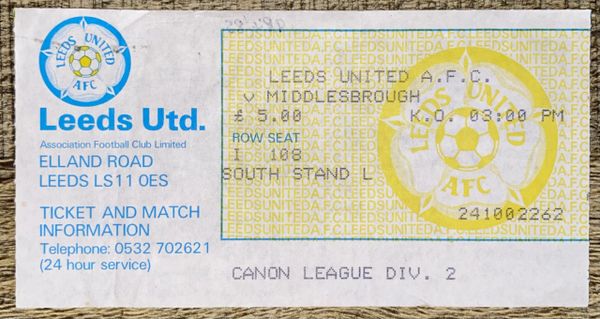 LEEDS UNITED
AFC
Leeds Utd.
Association Football Club Limited
ELLAND ROAD
LEEDS LS11 0ES
TICKET AND MATCH
INFORMATION
Telephone: 0532 702621
(24 hour service)
LEEDS UNITED A.F.C.
v MIDDLESBROUGH
£ 5.00 K.O. 03:00 PM
ROW SEAT
I 108
SOUTH STAND L
241002262
LEEDS UNITED
AFC
CANON LEAGUE DIV. 2